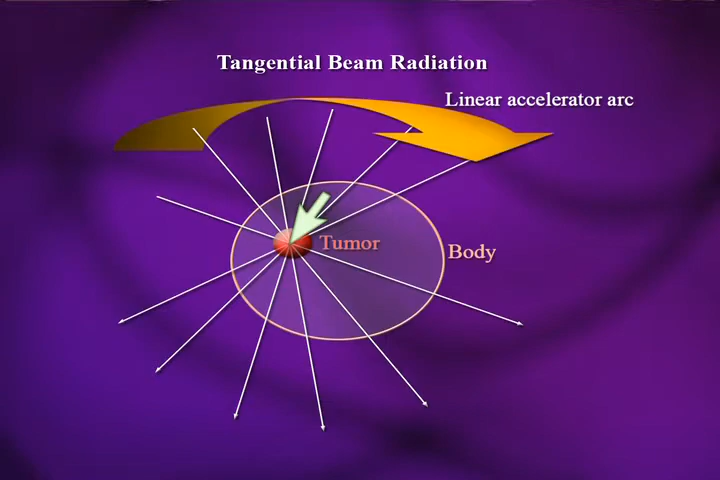 Tangential Beam Radiation
Linear accelerator arc
Tumor
Body